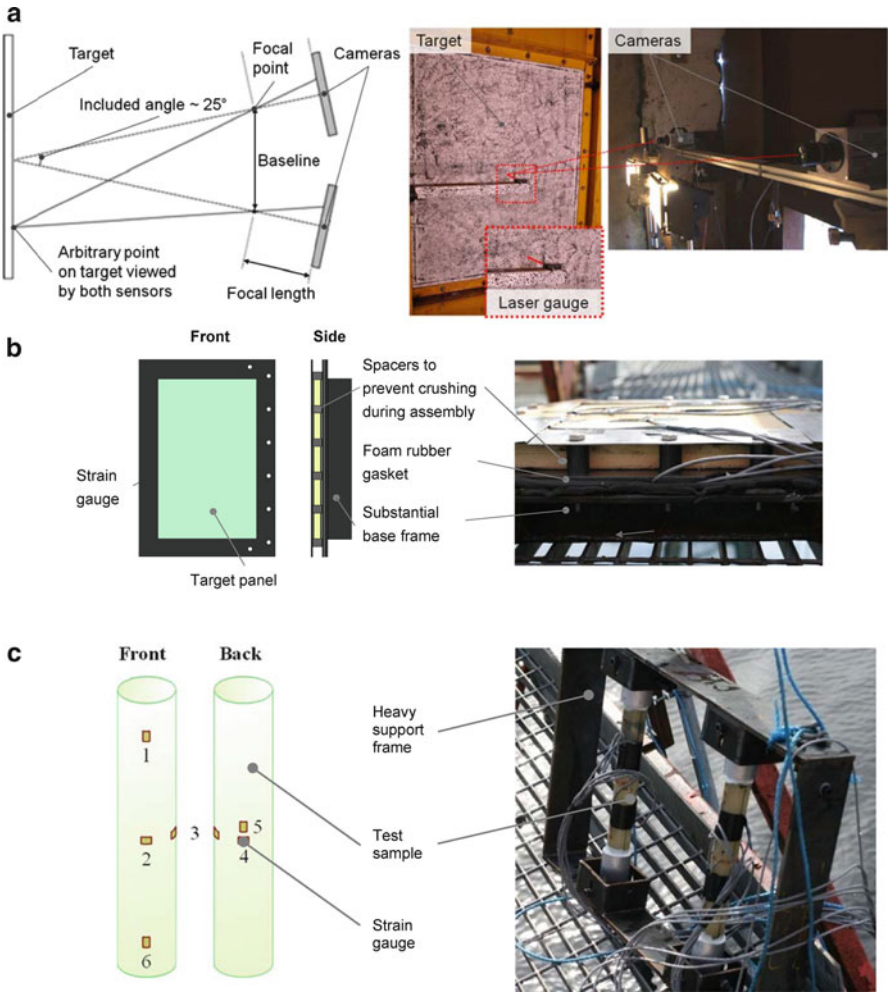 a
Target
Focal
point
Cameras
Included angle ~ 25°
Baseline
Arbitrary point
on target viewed
by both sensors
Focal length
Target
Laser gauge
Cameras
b
Front
Side
Spacers to
prevent crushing
during assembly
Foam rubber
gasket
Substantial
base frame
Strain
gauge
Target panel
c
Front
Back
1
2
3
4
5
6
Heavy
support
frame
Test
sample
Strain
gauge